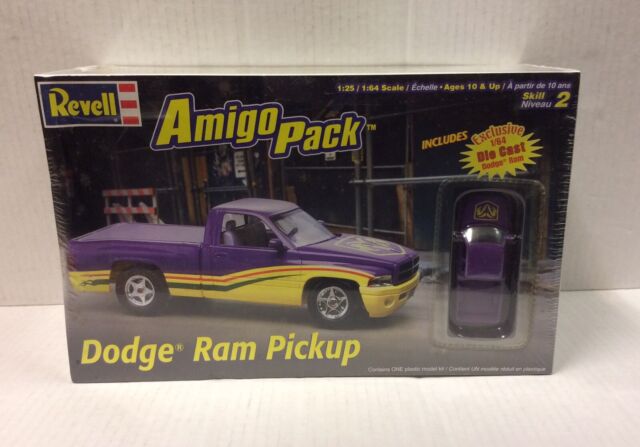 Revell
Amigo Pack™
1:25 / 1:64 Scale / Échelle • Ages 10 & Up / À partir de 10 ans
Skill
Niveau 2
INCLUDES
Exclusive
1/64
Die Cast
Dodge Ram
Dodge® Ram Pickup
Contains ONE plastic model kit / Contient UN modèle réduit en plastique